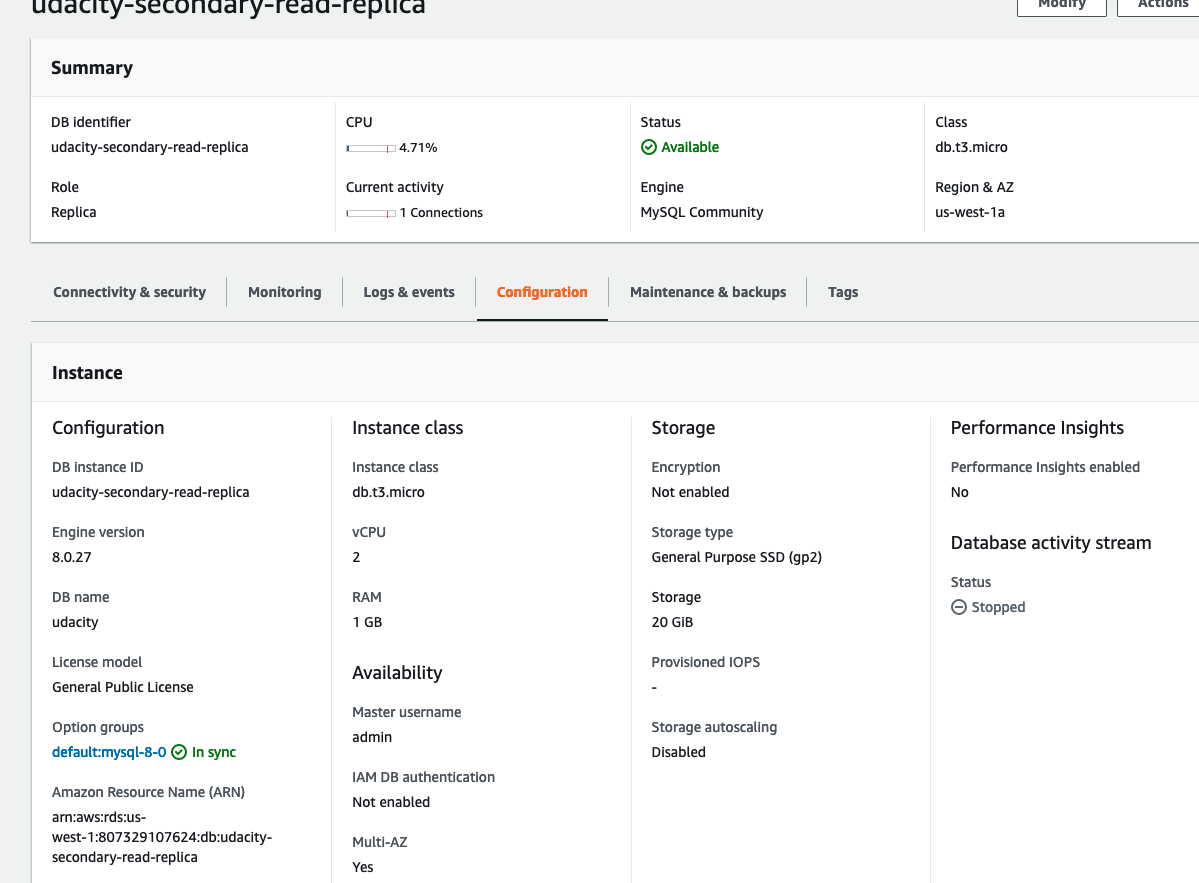 udacity-secondary-read-replica
Modify
Actions
Summary
DB identifier
udacity-secondary-read-replica
CPU
4.71%
Status
Available
Class
db.t3.micro
Role
Replica
Current activity
1 Connections
Engine
MySQL Community
Region & AZ
us-west-1a
Connectivity & security
Monitoring
Logs & events
Configuration
Maintenance & backups
Tags
Instance
Configuration
DB instance ID
udacity-secondary-read-replica
Engine version
8.0.27
DB name
udacity
License model
General Public License
Option groups
default:mysql-8-0 In sync
Amazon Resource Name (ARN)
arn:aws:rds:us-
west-1:807329107624:db:udacity-
secondary-read-replica
Instance class
Instance class
db.t3.micro
vCPU
2
RAM
1 GB
Availability
Master username
admin
IAM DB authentication
Not enabled
Multi-AZ
Yes
Storage
Encryption
Not enabled
Storage type
General Purpose SSD (gp2)
Storage
20 GiB
Provisioned IOPS
-
Storage autoscaling
Disabled
Performance Insights
Performance Insights enabled
No
Database activity stream
Status
Stopped